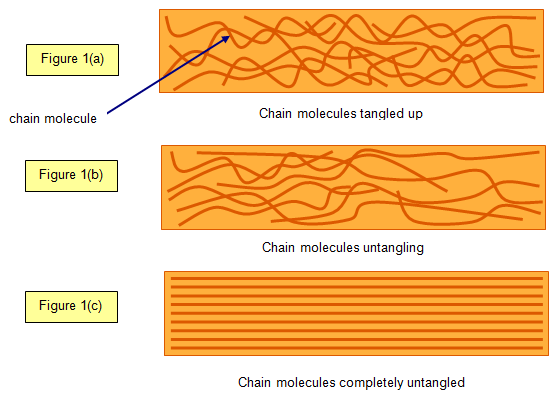 Figure 1(a)
chain molecule
Chain molecules tangled up
Figure 1(b)
Chain molecules untangling
Figure 1(c)
Chain molecules completely untangled